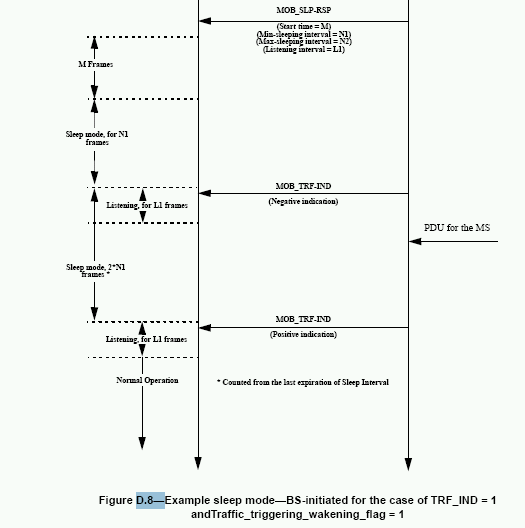 MOB_SLP-RSP
(Start time = M)
(Min-sleeping interval = N1)
(Max-sleeping interval = N2)
(Listening interval = L1)
M Frames
Sleep mode, for N1
frames
MOB_TRF-IND
Listening, for L1 frames
(Negative indication)
PDU for the MS
Sleep mode, 2*N1
frames *
MOB_TRF-IND
Listening, for L1 frames
(Positive indication)
Normal Operation
* Counted from the last expiration of Sleep Interval
Figure D.8—Example sleep mode—BS-initiated for the case of TRF_IND = 1
andTraffic_triggering_wakening_flag = 1